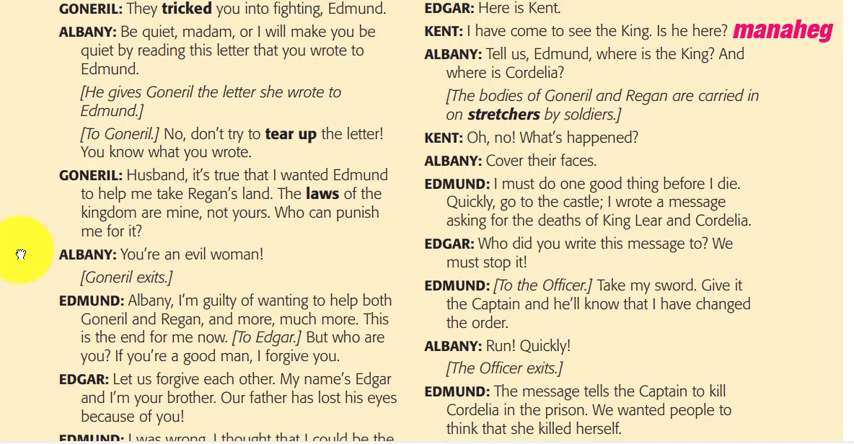 GONERIL: They tricked you into fighting, Edmund.
ALBANY: Be quiet, madam, or I will make you be
quiet by reading this letter that you wrote to
Edmund.
[He gives Goneril the letter she wrote to
Edmund.]
[To Goneril.] No, don't try to tear up the letter!
You know what you wrote.
GONERIL: Husband, it's true that I wanted Edmund
to help me take Regan's land. The laws of the
kingdom are mine, not yours. Who can punish
me for it?
ALBANY: You're an evil woman!
[Goneril exits.]
EDMUND: Albany, I'm guilty of wanting to help both
Goneril and Regan, and more, much more. This
is the end for me now. [To Edgar.] But who are
you? If you're a good man, I forgive you.
EDGAR: Let us forgive each other. My name's Edgar
and I'm your brother. Our father has lost his eyes
because of you!
EDMUND: I was wrong. I thought that I could be the
EDGAR: Here is Kent.
KENT: I have come to see the King. Is he here? manaheg
ALBANY: Tell us, Edmund, where is the King? And
where is Cordelia?
[The bodies of Goneril and Regan are carried in
on stretchers by soldiers.]
KENT: Oh, no! What's happened?
ALBANY: Cover their faces.
EDMUND: I must do one good thing before I die.
Quickly, go to the castle; I wrote a message
asking for the deaths of King Lear and Cordelia.
EDGAR: Who did you write this message to? We
must stop it!
EDMUND: [To the Officer.] Take my sword. Give it
the Captain and he'll know that I have changed
the order.
ALBANY: Run! Quickly!
[The Officer exits.]
EDMUND: The message tells the Captain to kill
Cordelia in the prison. We wanted people to
think that she killed herself.